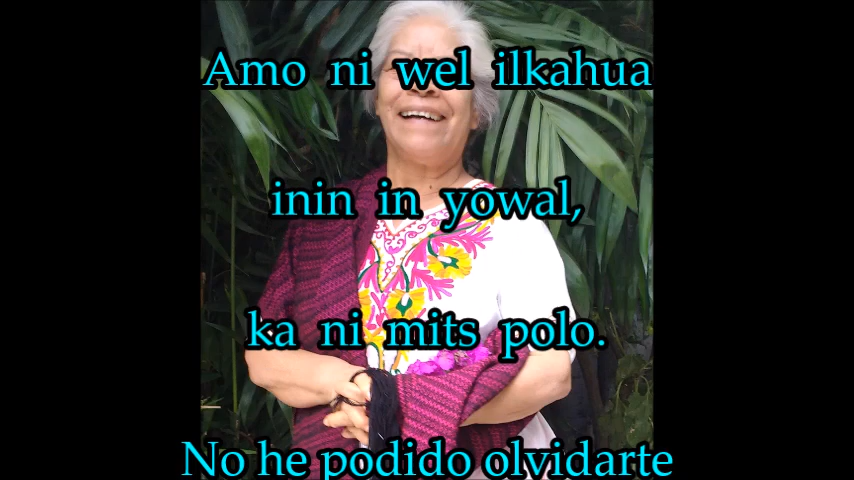 Amo ni wel ilkahua
inin in yowal,
ka ni mits polo.
No he podido olvidarte